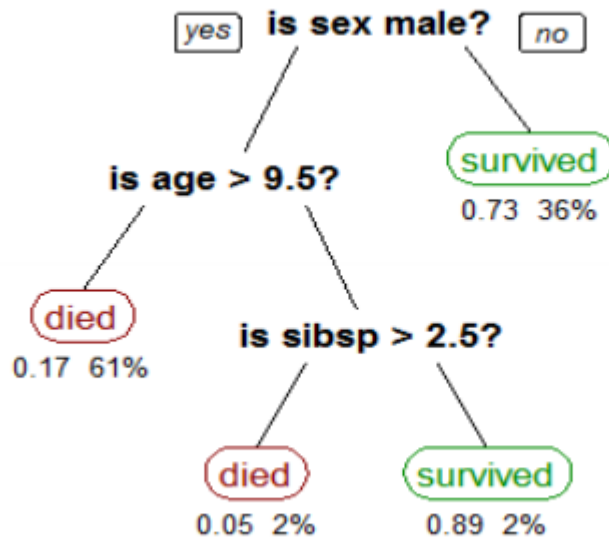 yes is sex male? no
is age > 9.5?
survived
0.73 36%
died
0.17 61%
is sibsp > 2.5?
died
0.05 2%
survived
0.89 2%